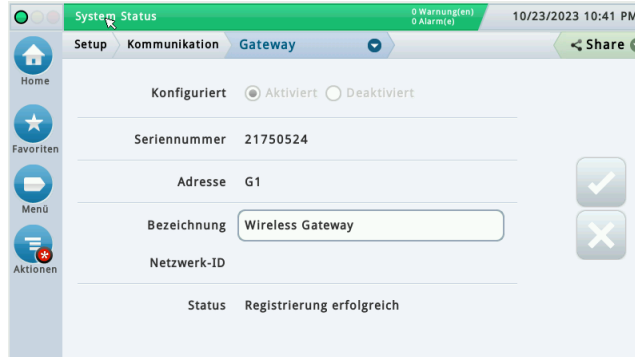 System Status
0 Warnung(en)
0 Alarm(e)
10/23/2023 10:41 PM
Setup Kommunikation Gateway
Share
Home
Konfiguriert Aktiviert Deaktiviert
Favoriten
Seriennummer 21750524
Adresse G1
Menü
Bezeichnung Wireless Gateway
Aktionen
Netzwerk-ID
Status Registrierung erfolgreich